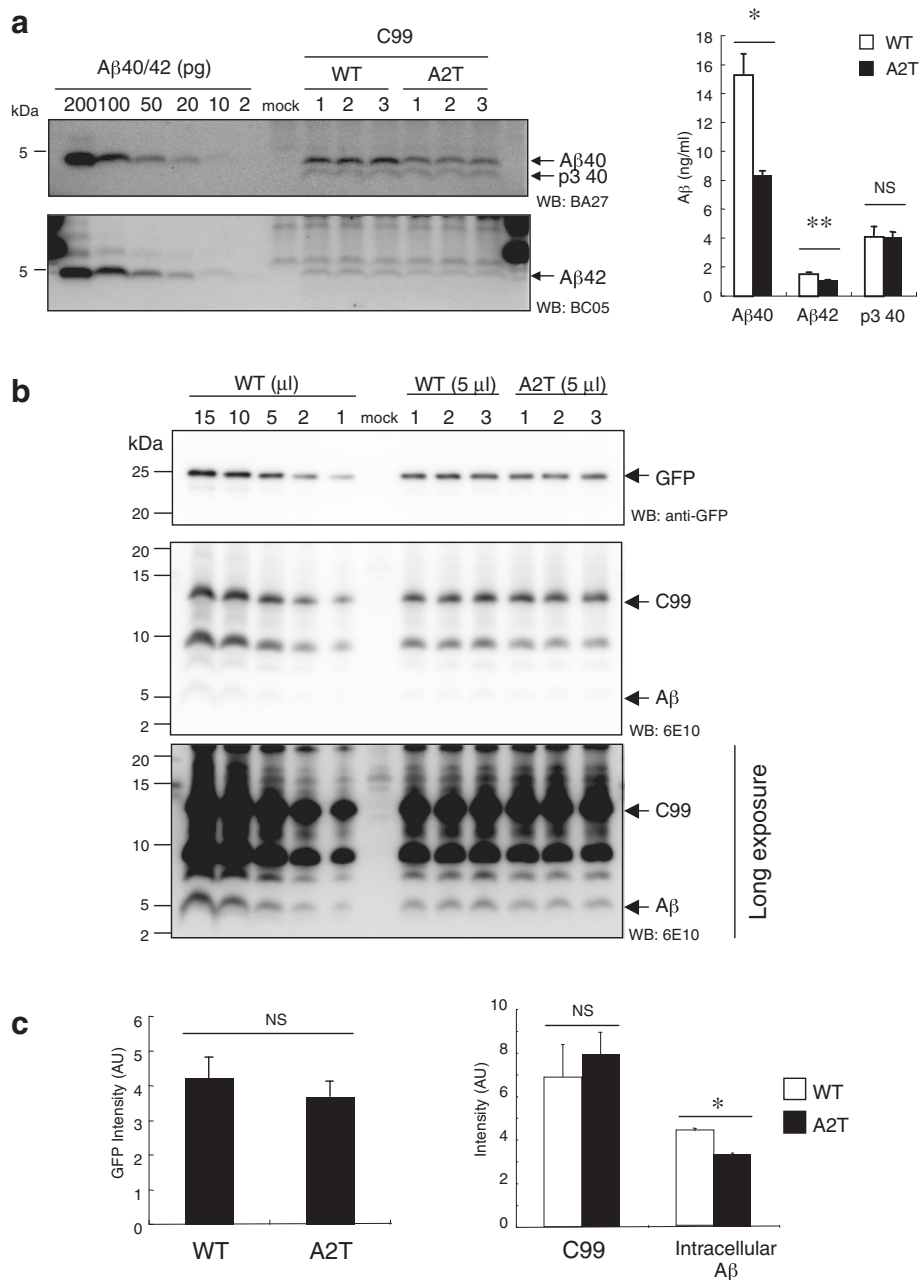 a
C99
Aβ40/42 (pg)
WT A2T
kDa 200 100 50 20 10 2 mock 1 2 3 1 2 3
5
Aβ40
p3 40
WB: BA27
5
Aβ42
WB: BC05
*
WT
A2T
18
16
14
12
10
8
6
4
2
0
Aβ (ng/ml)
**
NS
Aβ40 Aβ42 p3 40
b
WT (μl) WT (5 μl) A2T (5 μl)
15 10 5 2 1 mock 1 2 3 1 2 3
kDa
25
20
GFP
WB: anti-GFP
20
15
10
5
2
C99
Aβ
WB: 6E10
20
15
10
5
2
C99
Aβ
WB: 6E10
Long exposure
c
NS
6
5
4
3
2
1
0
GFP Intensity (AU)
WT A2T
10
8
6
4
2
0
Intensity (AU)
NS
*
WT
A2T
C99 Intracellular
Aβ